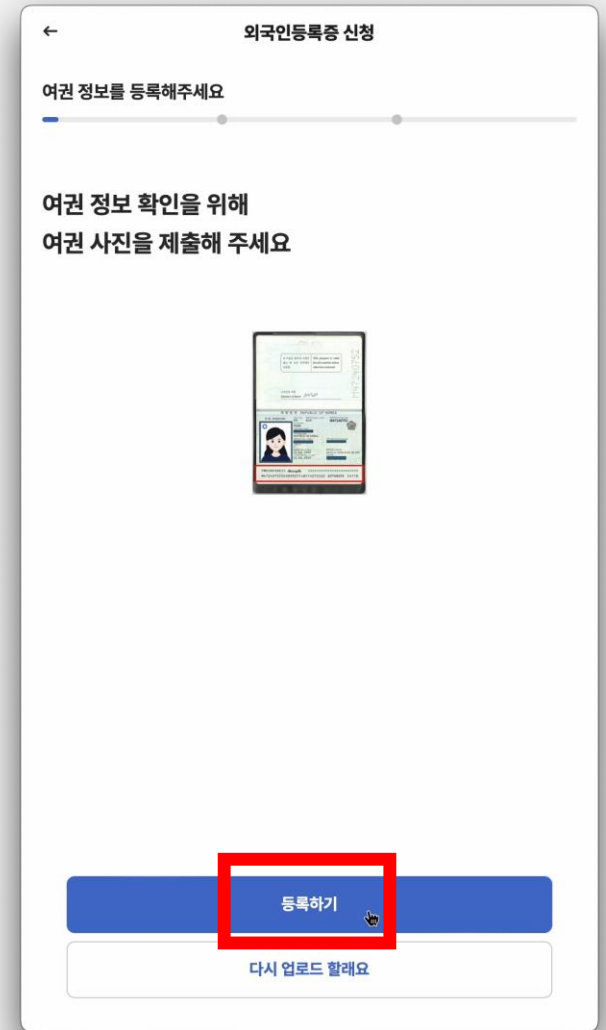 외국인등록증 신청
여권 정보를 등록해주세요
여권 정보 확인을 위해
여권 사진을 제출해 주세요
등록하기
다시 업로드 할래요